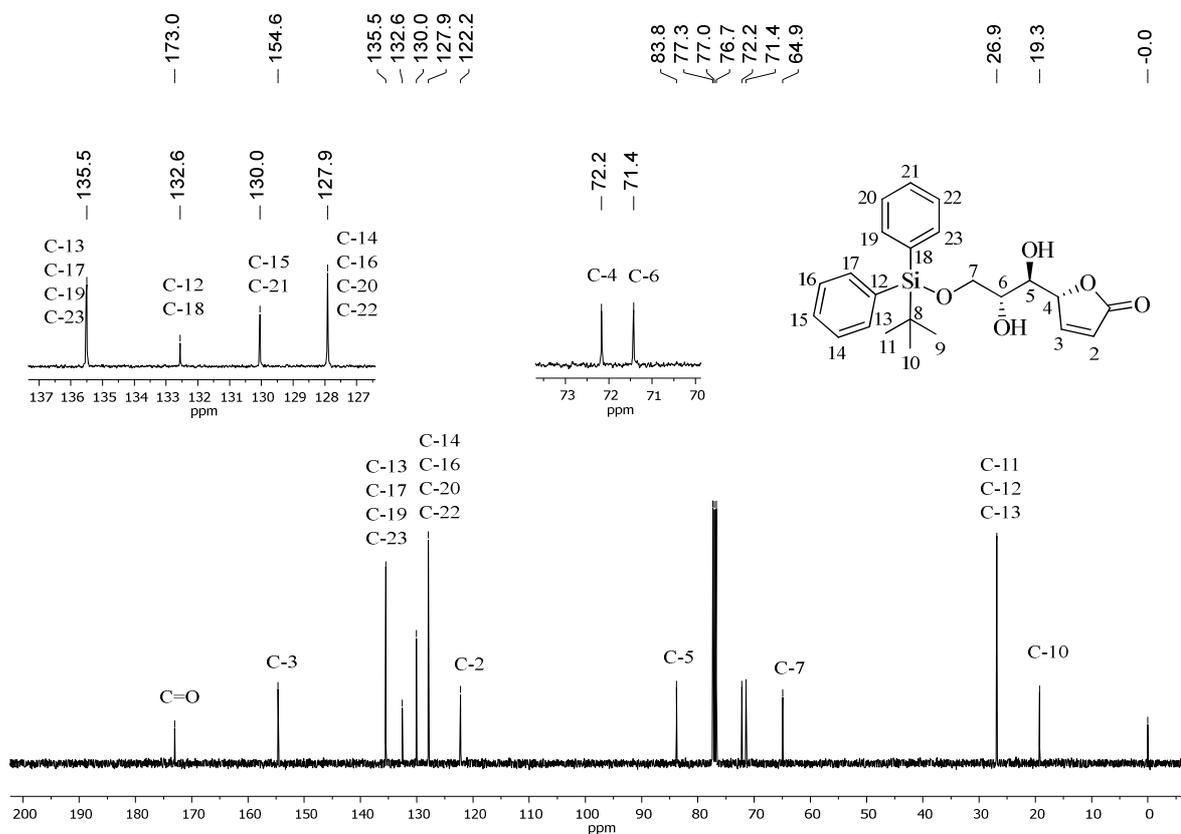 173.0
154.6
135.5
132.6
130.0
127.9
122.2
83.8
77.3
77.0
76.7
72.2
71.4
64.9
26.9
19.3
-0.0
135.5
132.6
130.0
127.9
C-13
C-17
C-19
C-23
C-12
C-18
C-15
C-21
C-14
C-16
C-20
C-22
137 136 135 134 133 132 131 130 129 128 127
ppm
72.2
71.4
C-4 C-6
73 72 71 70
ppm
21
20 22
19 23
18
17 OH
16 12 Si 7
6 5 4 O O
15 13 O
14 8 OH
11 9 3 2
10
C-13
C-17
C-19
C-23
C-14
C-16
C-20
C-22
C-11
C-12
C-13
C=O
C-3
C-2
C-5
C-7
C-10
200 190 180 170 160 150 140 130 120 110 100 90 80 70 60 50 40 30 20 10 0
ppm